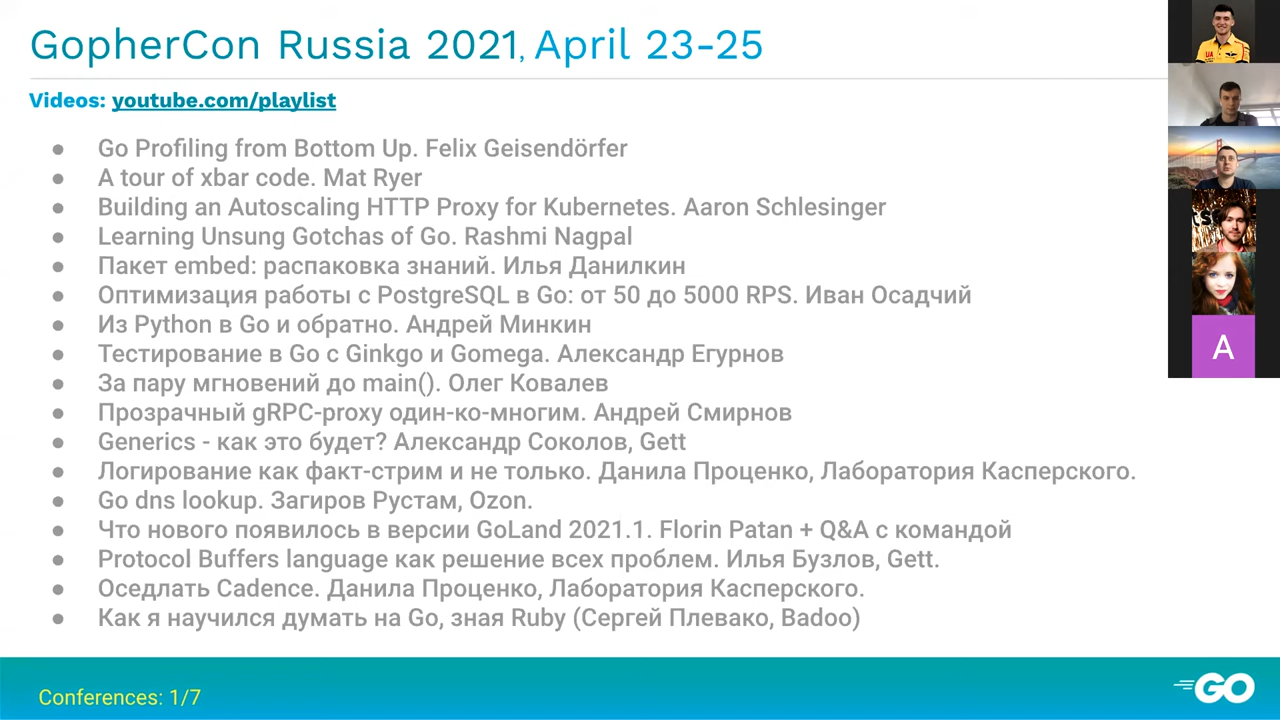 GopherCon Russia 2021, April 23-25
Videos: youtube.com/playlist
● Go Profiling from Bottom Up. Felix Geisendörfer
● A tour of xbar code. Mat Ryer
● Building an Autoscaling HTTP Proxy for Kubernetes. Aaron Schlesinger
● Learning Unsung Gotchas of Go. Rashmi Nagpal
● Пакет embed: распаковка знаний. Илья Данилкин
● Оптимизация работы с PostgreSQL в Go: от 50 до 5000 RPS. Иван Осадчий
● Из Python в Go и обратно. Андрей Минкин
● Тестирование в Go с Ginkgo и Gomega. Александр Егурнов
● За пару мгновений до main(). Олег Ковалев
● Прозрачный gRPC-proxy один-ко-многим. Андрей Смирнов
● Generics - как это будет? Александр Соколов, Gett
● Логирование как факт-стрим и не только. Данила Проценко, Лаборатория Касперского.
● Go dns lookup. Загиров Рустам, Ozon.
● Что нового появилось в версии GoLand 2021.1. Florin Patan + Q&A с командой
● Protocol Buffers language как решение всех проблем. Илья Бузлов, Gett.
● Оседлать Cadence. Данила Проценко, Лаборатория Касперского.
● Как я научился думать на Go, зная Ruby (Сергей Плевако, Badoo)
Conferences: 1/7
GO
UA
A